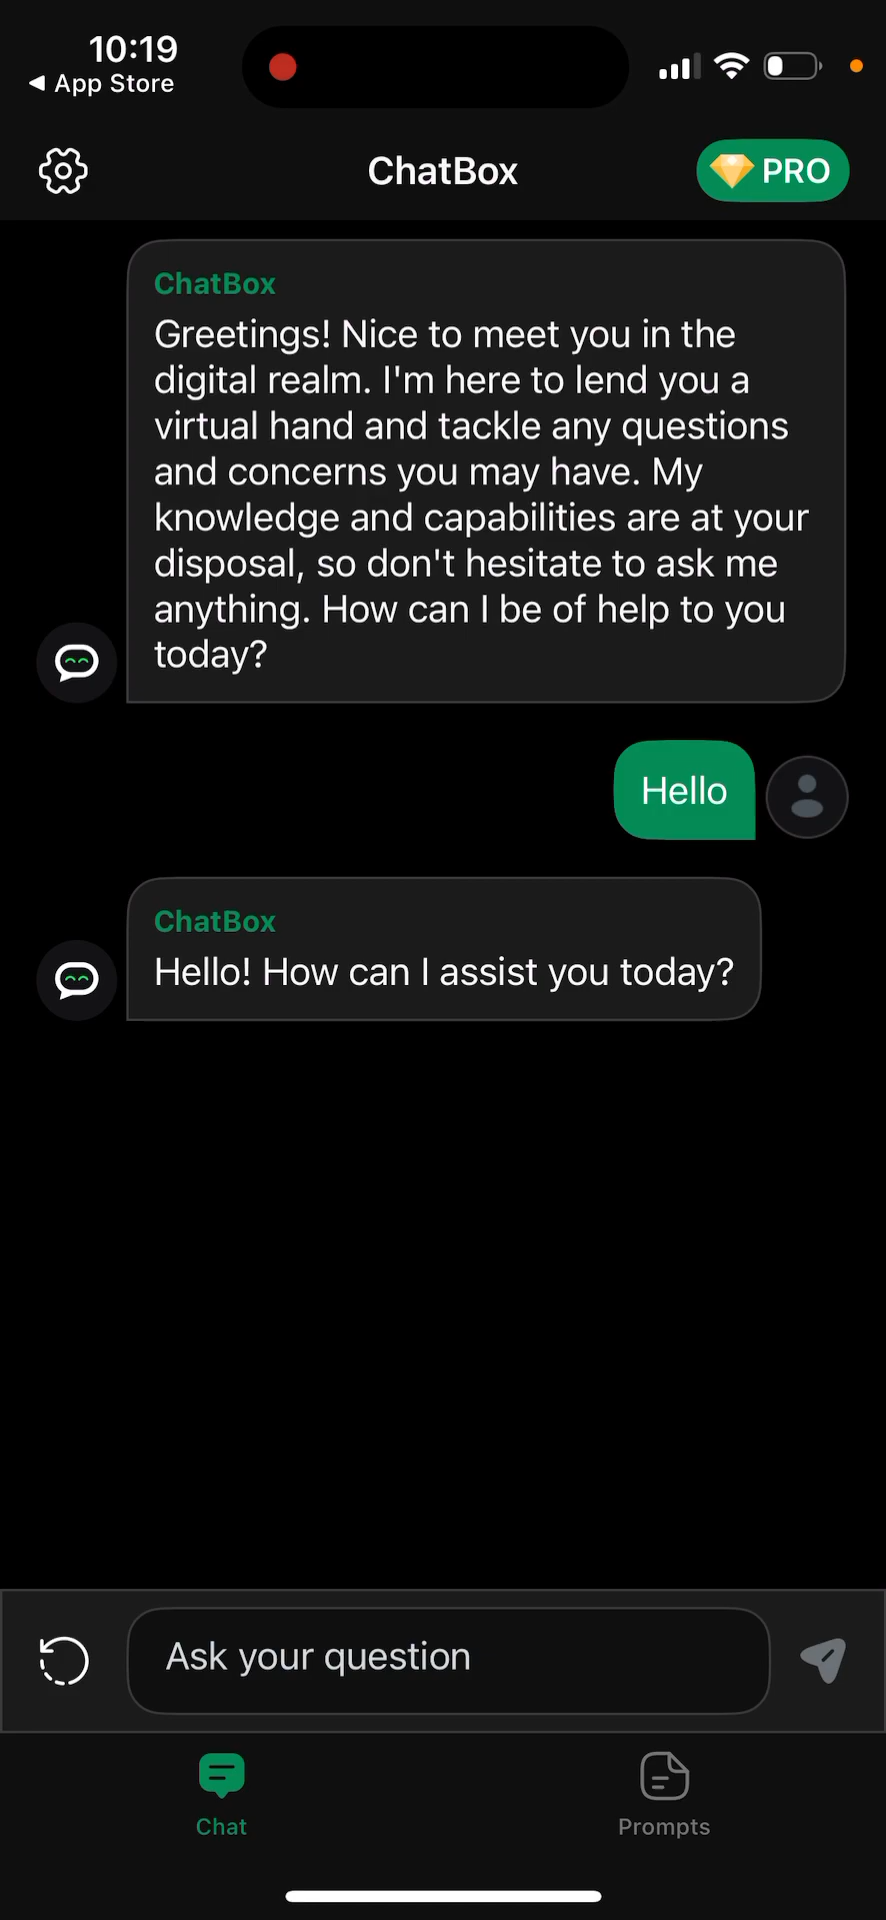 10:19
◀ App Store
ChatBox
PRO
ChatBox
Greetings! Nice to meet you in the
digital realm. I'm here to lend you a
virtual hand and tackle any questions
and concerns you may have. My
knowledge and capabilities are at your
disposal, so don't hesitate to ask me
anything. How can I be of help to you
today?
Hello
ChatBox
Hello! How can I assist you today?
Ask your question
Chat
Prompts